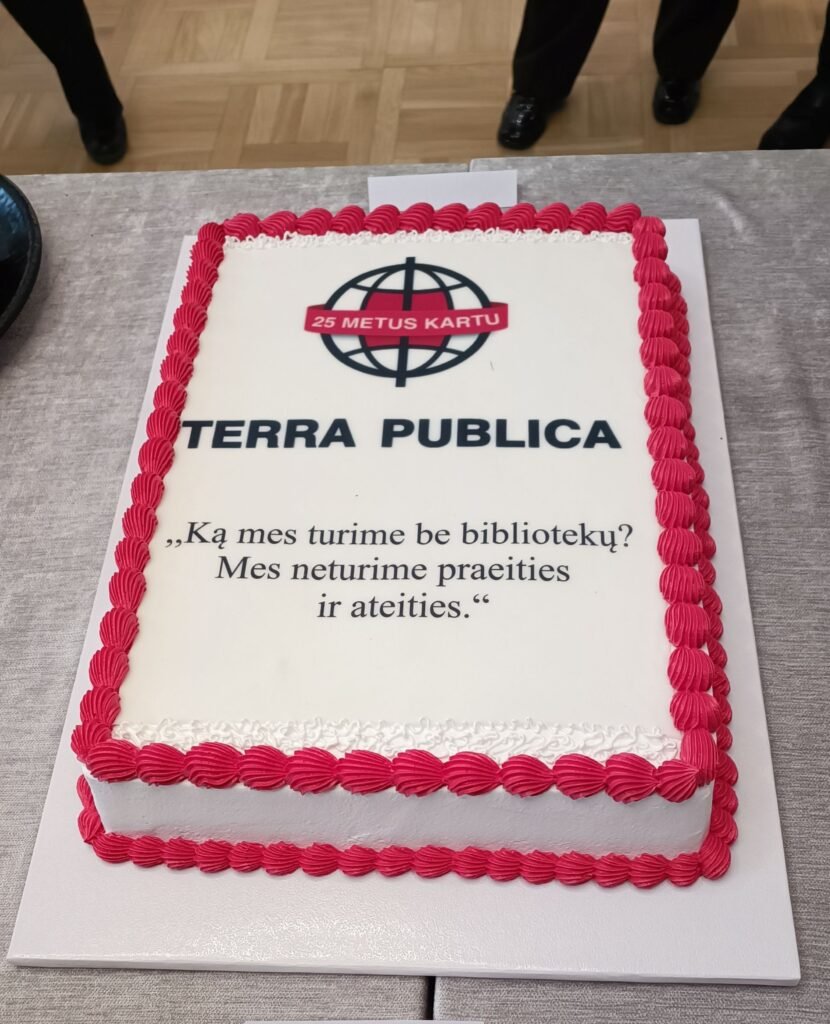 25 METUS KARTU
TERRA PUBLICA
„Ką mes turime be bibliotekų?
Mes neturime praeities
ir ateities.“